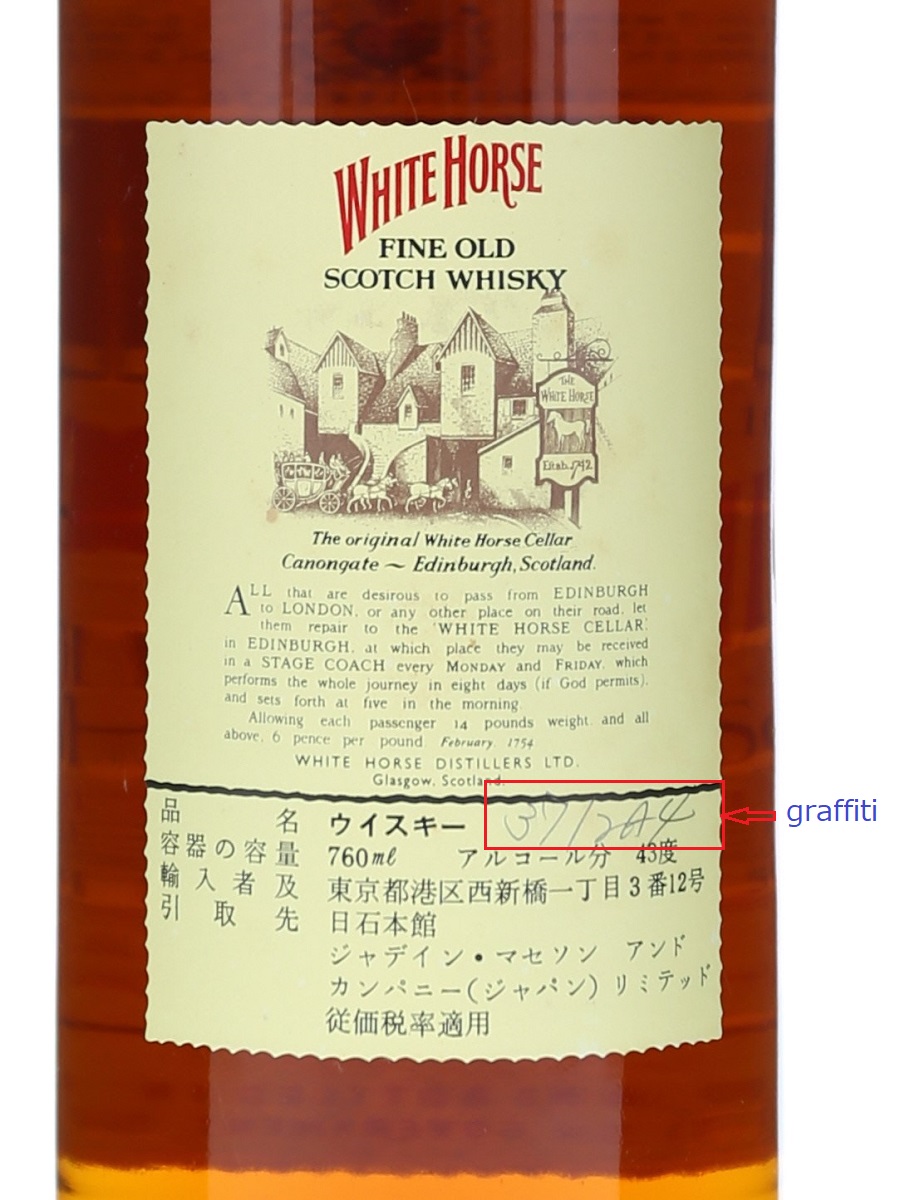 WHITE HORSE
FINE OLD
SCOTCH WHISKY
THE
WHITE HORSE
Estab. 1742
The original White Horse Cellar
Canongate ~ Edinburgh, Scotland.
ALL that are desirous to pass from EDINBURGH
to LONDON, or any other place on their road, let
them repair to the 'WHITE HORSE CELLAR'
in EDINBURGH, at which place they may be received
in a STAGE COACH every MONDAY and FRIDAY, which
performs the whole journey in eight days (if God permits),
and sets forth at five in the morning.
Allowing each passenger 14 pounds weight, and all
above, 6 pence per pound. February, 1754.
WHITE HORSE DISTILLERS LTD.
Glasgow, Scotland.
品名 ウイスキー
graffiti
容器の容量 760ml アルコール分 43度
輸入者及 東京都港区西新橋一丁目3番12号
引取先 日石本館
ジャデイン・マセソン アンド
カンパニー(ジャパン) リミテッド
従価税率適用